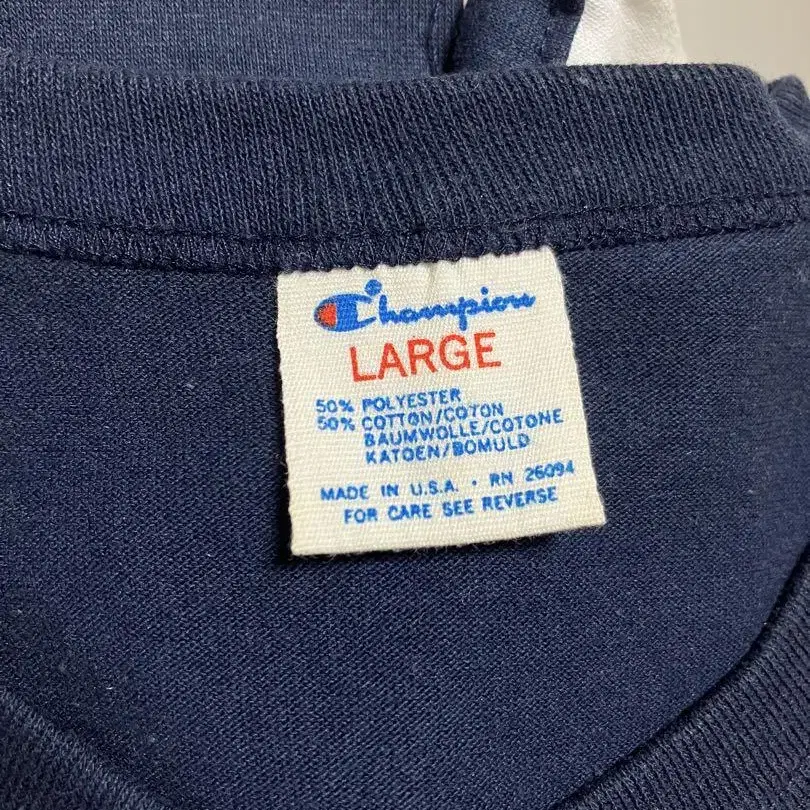 Champion
LARGE
50% POLYESTER
50% COTTON/COTON
BAUMWOLLE/COTONE
KATOEN/BOMULD
MADE IN U.S.A. · RN 26094
FOR CARE SEE REVERSE